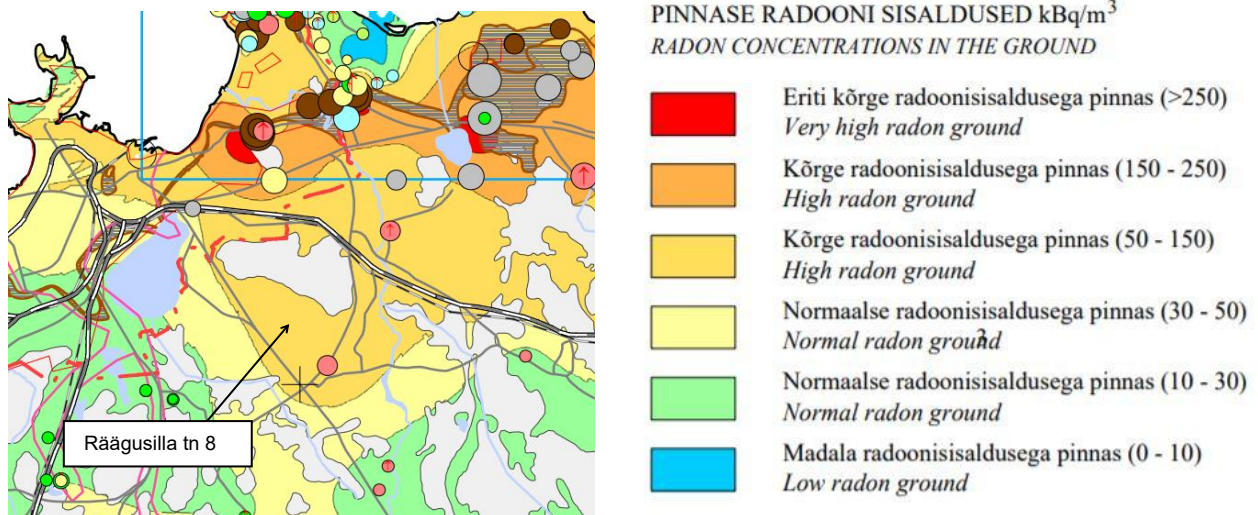 Räägusilla tn 8
PINNASE RADOONI SISALDUSED kBq/m³
RADON CONCENTRATIONS IN THE GROUND
Eriti kõrge radoonisisaldusega pinnas (>250)
Very high radon ground
Kõrge radoonisisaldusega pinnas (150 - 250)
High radon ground
Kõrge radoonisisaldusega pinnas (50 - 150)
High radon ground
Normaalse radoonisisaldusega pinnas (30 - 50)
Normal radon ground
2
Normaalse radoonisisaldusega pinnas (10 - 30)
Normal radon ground
Madala radoonisisaldusega pinnas (0 - 10)
Low radon ground